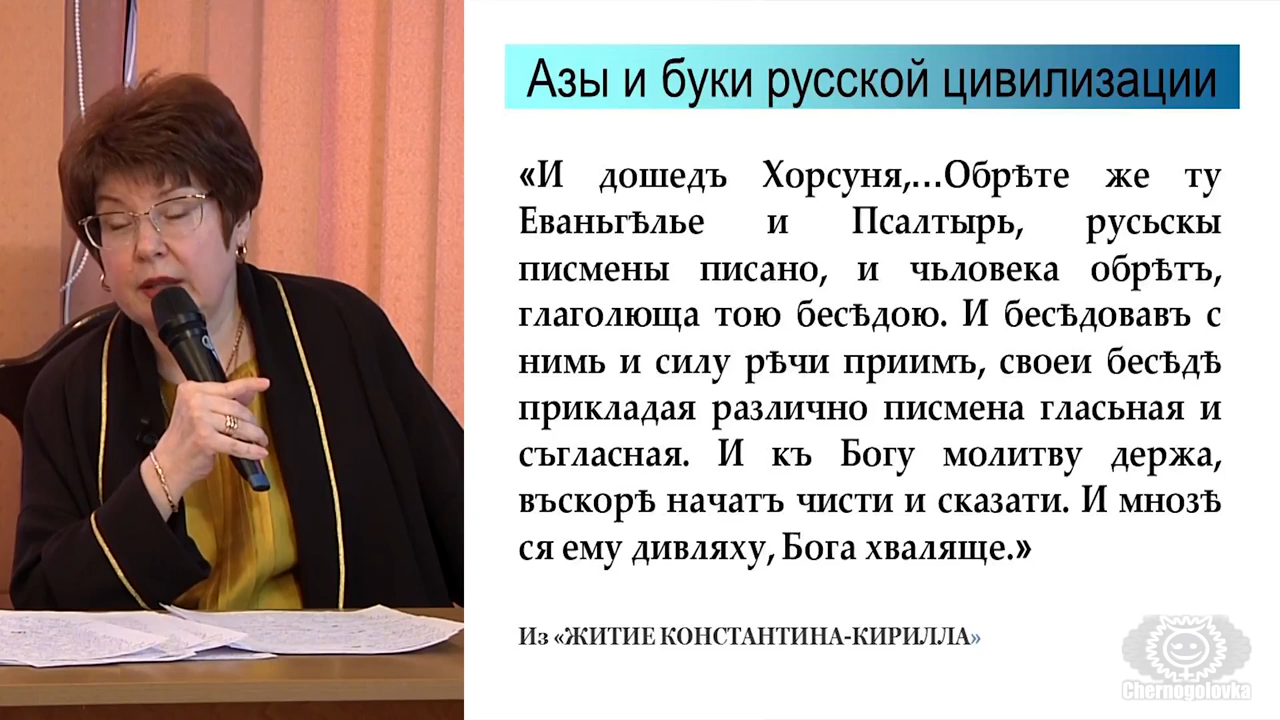 Азы и буки русской цивилизации
«И дошедъ Хорсуня,...Обрѣте же ту
Еваньгѣлье и Псалтырь, русьскы
писмены писано, и чьловека обрѣтъ,
глаголюща тою бесѣдою. И бесѣдовавъ с
нимь и силу рѣчи приимъ, своеи бесѣдѣ
прикладая различно писмена гласьная и
съгласная. И къ Богу молитву держа,
въскорѣ начатъ чисти и сказати. И мнозѣ
ся ему дивляху, Бога хваляще.»
Из «ЖИТИЕ КОНСТАНТИНА-КИРИЛЛА»
Chernogolovka